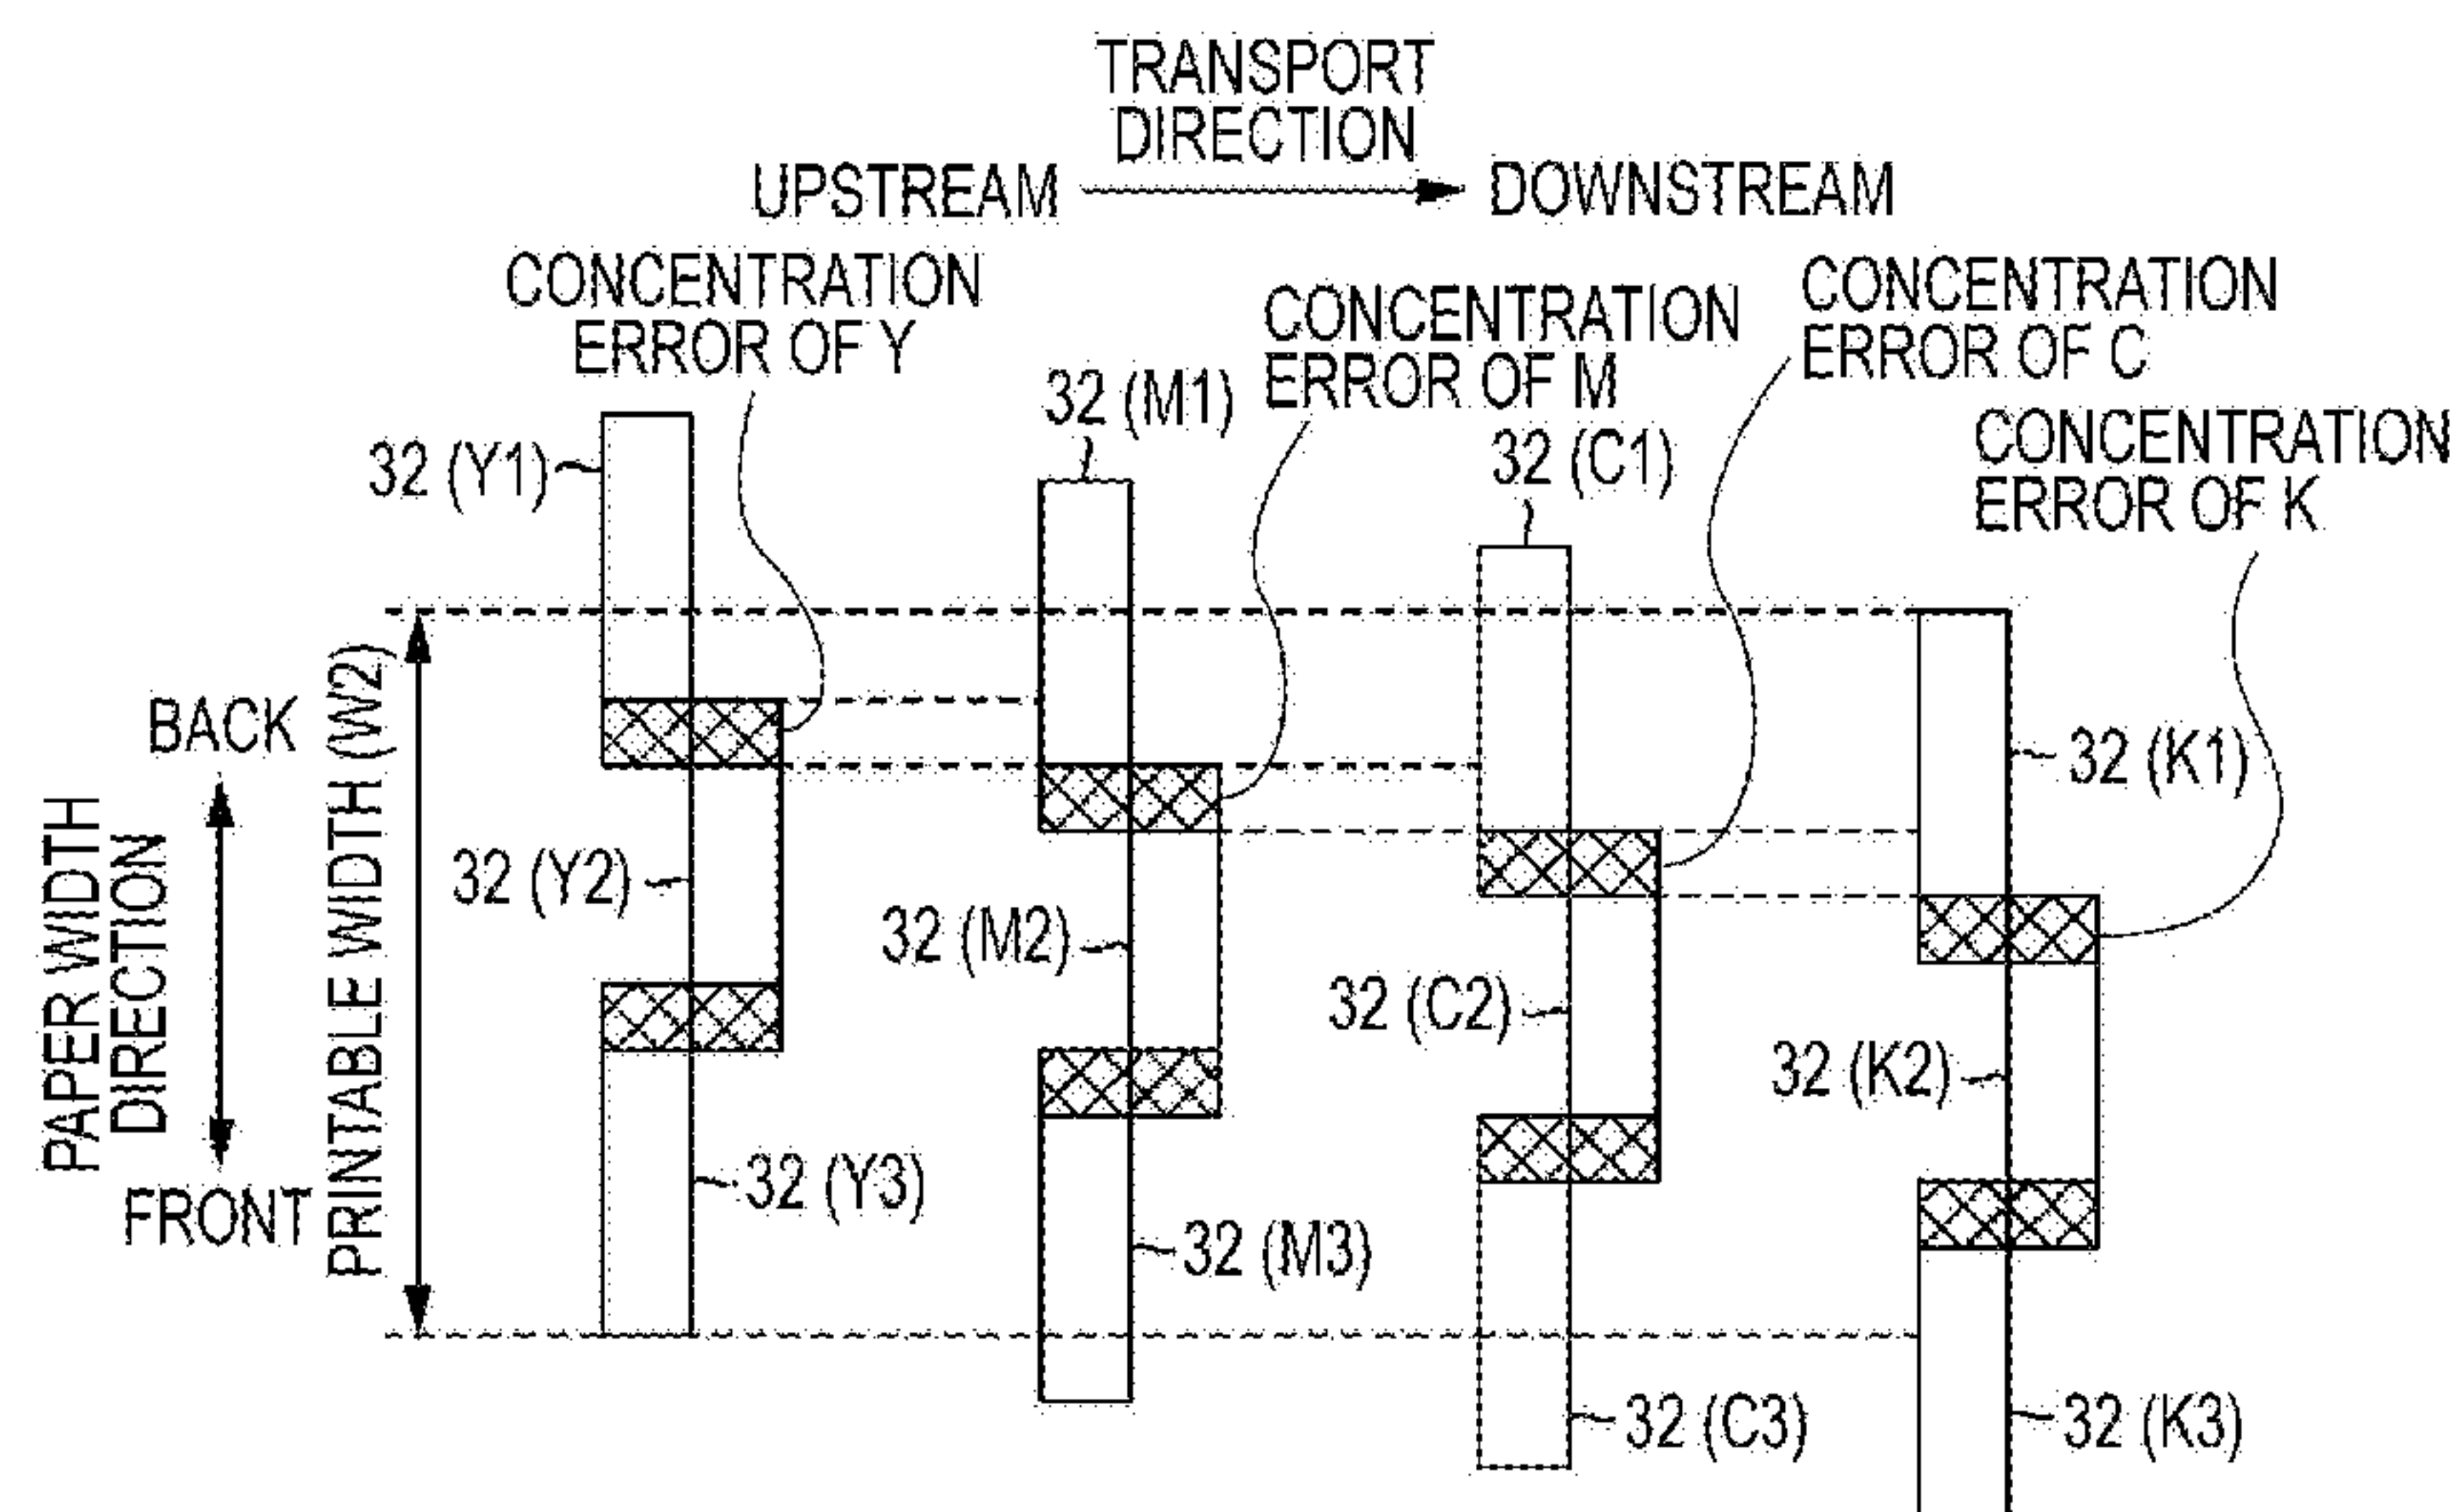 TRANSPORT
DIRECTION
UPSTREAM
DOWNSTREAM
CONCENTRATION
ERROR OF Y
CONCENTRATION
ERROR OF M
CONCENTRATION
ERROR OF C
CONCENTRATION
ERROR OF K
32 (Y1)
32 (M1)
32 (C1)
32 (K1)
BACK
PAPER WIDTH
DIRECTION
FRONT
PRINTABLE WIDTH (W2)
32 (Y2)
32 (M2)
32 (C2)
32 (K2)
32 (Y3)
32 (M3)
32 (C3)
32 (K3)